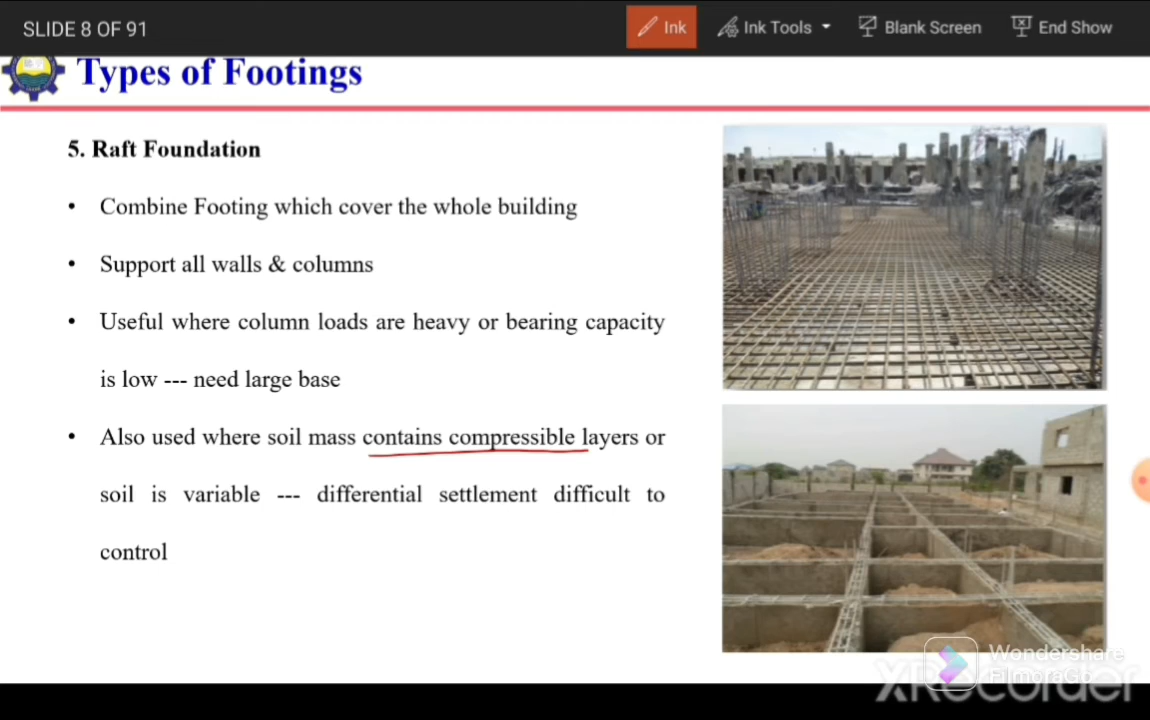 SLIDE 8 OF 91
Ink
Ink Tools
Blank Screen
End Show
Types of Footings
5. Raft Foundation
• Combine Footing which cover the whole building
• Support all walls & columns
• Useful where column loads are heavy or bearing capacity
is low --- need large base
• Also used where soil mass contains compressible layers or
soil is variable --- differential settlement difficult to
control
Wondershare
FilmoraGo
XRecorder